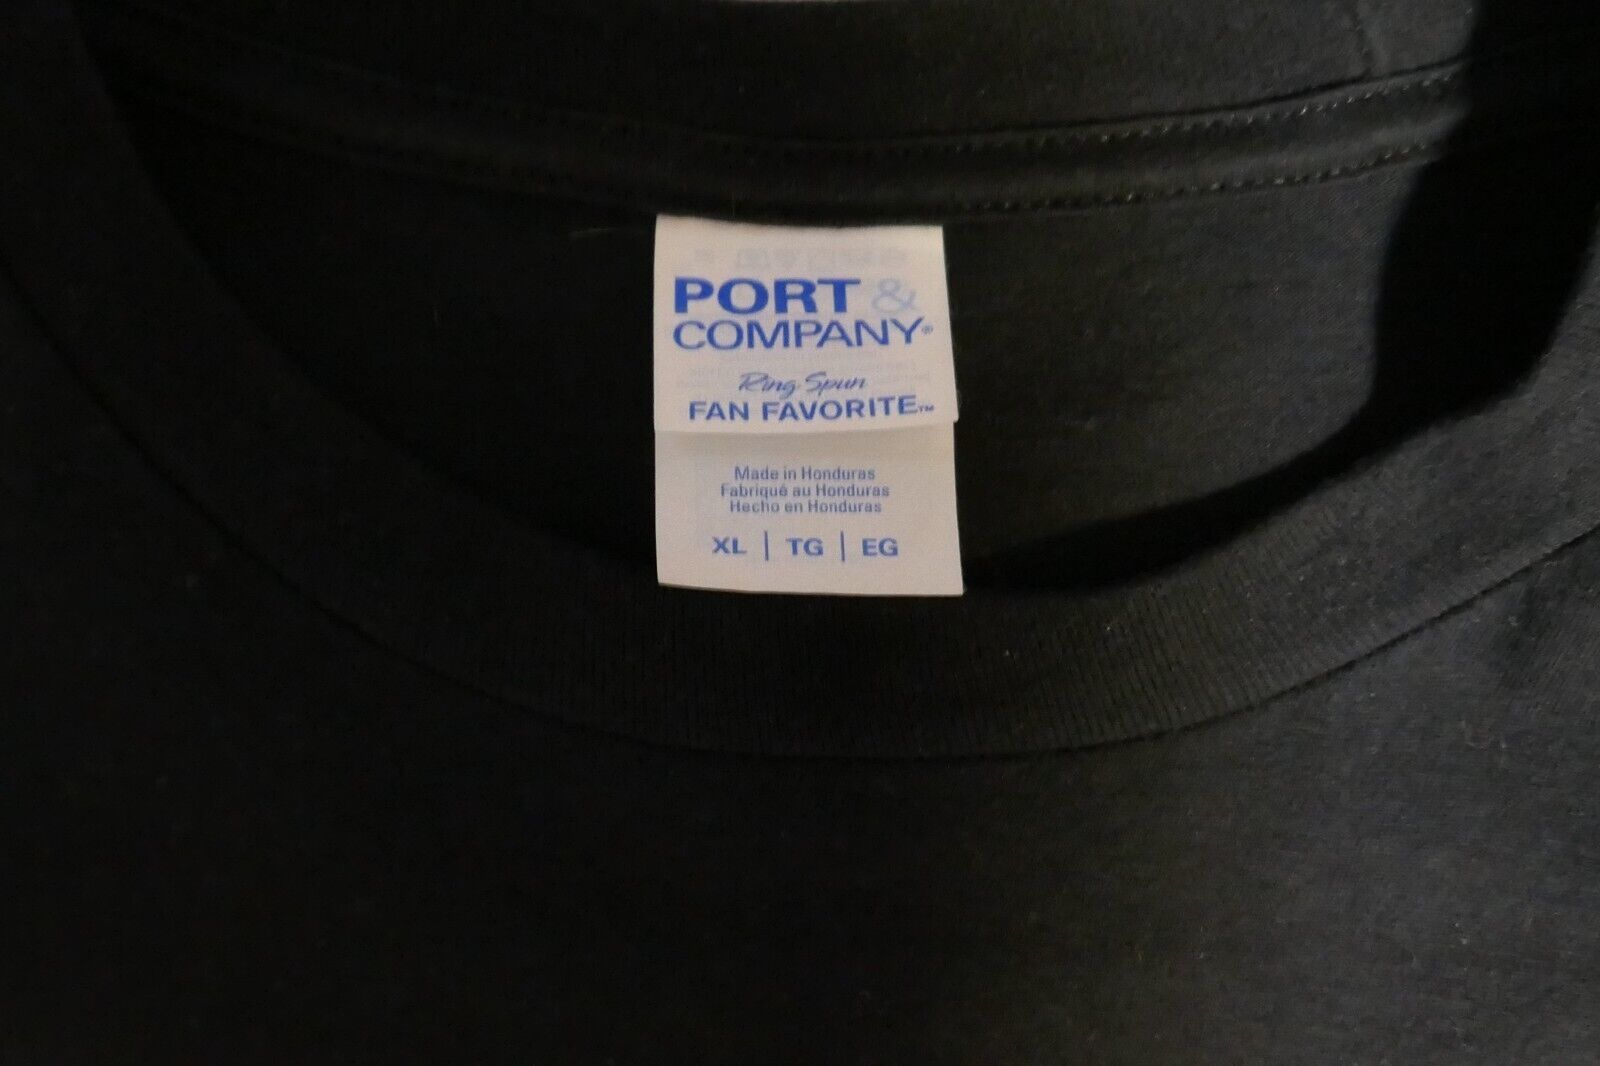 PORT &
COMPANY®
Ring Spun
FAN FAVORITE™
Made in Honduras
Fabriqué au Honduras
Hecho en Honduras
XL | TG | EG